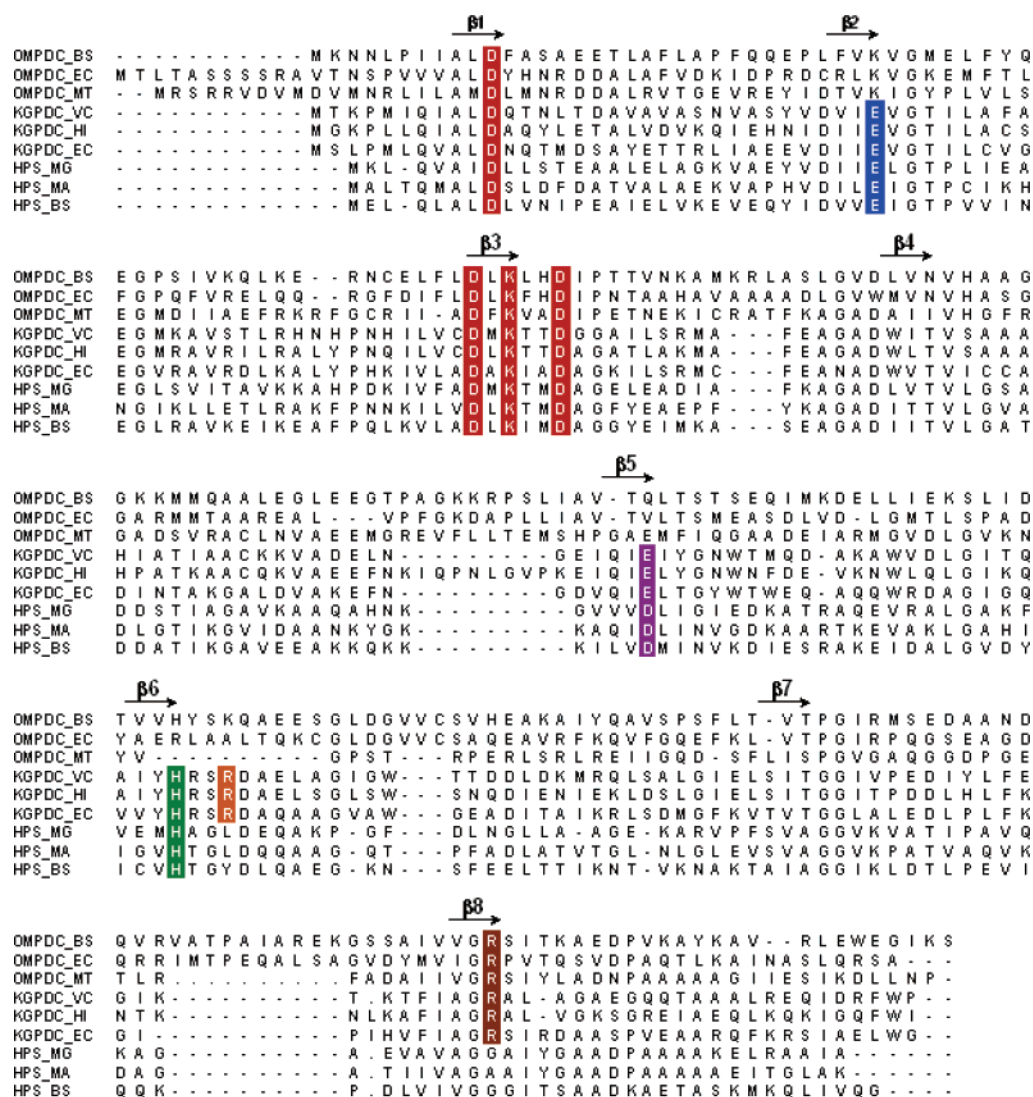 β1 β2
OMPDC_BS - - - - - - - - - - - M K N N L P I I A L D F A S A E E T L A F L A P F Q Q E P L F V K V G M E L F Y Q
OMPDC_EC M T L T A S S S S R A V T N S P V V V A L D Y H N R D D A L A F V D K I D P R D C R L K V G K E M F T L
OMPDC_MT - - M R S R R V D V M D V M N R L I L A M D L M N R D D A L R V T G E V R E Y I D T V K I G Y P L V L S
KGPDC_VC - - - - - - - - - - - M T K P M I Q I A L D Q T N L T D A V A V A S N V A S Y V D V I E V G T I L A F A
KGPDC_HI - - - - - - - - - - - M G K P L L Q I A L D A Q Y L E T A L V D V K Q I E H N I D I I E V G T I L A C S
KGPDC_EC - - - - - - - - - - - M S L P M L Q V A L D N Q T M D S A Y E T T R L I A E E V D I I E V G T I L C V G
HPS_MG - - - - - - - - - - - - - M K L - Q V A I D L L S T E A A L E L A G K V A E Y V D I I E L G T P L I E A
HPS_MA - - - - - - - - - - - - - M A L T Q M A L D S L D F D A T V A L A E K V A P H V D I L E I G T P C I K H
HPS_BS - - - - - - - - - - - - - M E L - Q L A L D L V N I P E A I E L V K E V E Q Y I D V V E I G T P V V I N
β3 β4
OMPDC_BS E G P S I V K Q L K E - - R N C E L F L D L K L H D I P T T V N K A M K R L A S L G V D L V N V H A A G
OMPDC_EC F G P Q F V R E L Q Q - - R G F D I F L D L K F H D I P N T A A H A V A A A A D L G V W M V N V H A S G
OMPDC_MT E G M D I I A E F R K R F G C R I I - A D F K V A D I P E T N E K I C R A T F K A G A D A I I V H G F R
KGPDC_VC E G M K A V S T L R H N H P N H I L V C D M K T T D G G A I L S R M A - - - F E A G A D W I T V S A A A
KGPDC_HI E G M R A V R I L R A L Y P N Q I L V C D L K T T D A G A T L A K M A - - - F E A G A D W L T V S A A A
KGPDC_EC E G V R A V R D L K A L Y P H K I V L A D A K I A D A G K I L S R M C - - - F E A N A D W V T V I C C A
HPS_MG E G L S V I T A V K K A H P D K I V F A D M K T M D A G E L E A D I A - - - F K A G A D L V T V L G S A
HPS_MA N G I K L L E T L R A K F P N N K I L V D L K T M D A G F Y E A E P F - - - Y K A G A D I T T V L G V A
HPS_BS E G L R A V K E I K E A F P Q L K V L A D L K I M D A G G Y E I M K A - - - S E A G A D I I T V L G A T
β5
OMPDC_BS G K K M M Q A A L E G L E E G T P A G K K R P S L I A V - T Q L T S T S E Q I M K D E L L I E K S L I D
OMPDC_EC G A R M M T A A R E A L - - - V P F G K D A P L L I A V - T V L T S M E A S D L V D - L G M T L S P A D
OMPDC_MT G A D S V R A C L N V A E E M G R E V F L L T E M S H P G A E M F I Q G A A D E I A R M G V D L G V K N
KGPDC_VC H I A T I A A C K K V A D E L N - - - - - - - - - G E I Q I E I Y G N W T M Q D - A K A W V D L G I T Q
KGPDC_HI H P A T K A A C Q K V A E E F N K I Q P N L G V P K E I Q I E L Y G N W N F D E - V K N W L Q L G I K Q
KGPDC_EC D I N T A K G A L D V A K E F N - - - - - - - - - G D V Q I E L T G Y W T W E Q - A Q Q W R D A G I G Q
HPS_MG D D S T I A G A V K A A Q A H N K - - - - - - - - - G V V V D L I G I E D K A T R A Q E V R A L G A K F
HPS_MA D L G T I K G V I D A A N K Y G K - - - - - - - - - K A Q I D L I N V G D K A A R T K E V A K L G A H I
HPS_BS D D A T I K G A V E E A K K Q K K - - - - - - - - - K I L V D M I N V K D I E S R A K E I D A L G V D Y
β6 β7
OMPDC_BS T V V H Y S K Q A E E S G L D G V V C S V H E A K A I Y Q A V S P S F L T - V T P G I R M S E D A A N D
OMPDC_EC Y A E R L A A L T Q K C G L D G V V C S A Q E A V R F K Q V F G Q E F K L - V T P G I R P Q G S E A G D
OMPDC_MT Y V - - - - - - - - - - G P S T - - - R P E R L S R L R E I I G Q D - S F L I S P G V G A Q G G D P G E
KGPDC_VC A I Y H R S R D A E L A G I G W - - - T T D D L D K M R Q L S A L G I E L S I T G G I V P E D I Y L F E
KGPDC_HI A I Y H R S R D A E L S G L S W - - - S N Q D I E N I E K L D S L G I E L S I T G G I T P D D L H L F K
KGPDC_EC V V Y H R S R D A Q A A G V A W - - - G E A D I T A I K R L S D M G F K V T V T G G L A L E D L P L F K
HPS_MG V E M H A G L D E Q A K P - G F - - - D L N G L L A - A G E - K A R V P F S V A G G V K V A T I P A V Q
HPS_MA I G V H T G L D Q Q A A G - Q T - - - P F A D L A T V T G L - N L G L E V S V A G G V K P A T V A Q V K
HPS_BS I C V H T G Y D L Q A E G - K N - - - S F E E L T T I K N T - V K N A K T A I A G G I K L D T L P E V I
β8
OMPDC_BS Q V R V A T P A I A R E K G S S A I V V G R S I T K A E D P V K A Y K A V - - R L E W E G I K S
OMPDC_EC Q R R I M T P E Q A L S A G V D Y M V I G R P V T Q S V D P A Q T L K A I N A S L Q R S A - - -
OMPDC_MT T L R . - - - - - - - - . F A D A I I V G R S I Y L A D N P A A A A A G I I E S I K D L L N P -
KGPDC_VC G I K - - - - - - - - - - T . K T F I A G R A L - A G A E G Q Q T A A A L R E Q I D R F W P - -
KGPDC_HI N T K - - - - - - - - - - N L K A F I A G R A L - V G K S G R E I A E Q L K Q K I G Q F W I - -
KGPDC_EC G I - - - - - - - - - - - P I H V F I A G R S I R D A A S P V E A A R Q F K R S I A E L W G - -
HPS_MG K A G - - - - - - - - - - A . E V A V A G G A I Y G A A D P A A A A K E L R A A I A - - - - -
HPS_MA D A G - - - - - - - - - - A . T I I V A G A A I Y G A A D P A A A A A E I T G L A K - - - - -
HPS_BS Q Q K - - - - - - - - - - P . D L V I V G G G I T S A A D K A E T A S K M K Q L I V Q G - - - -